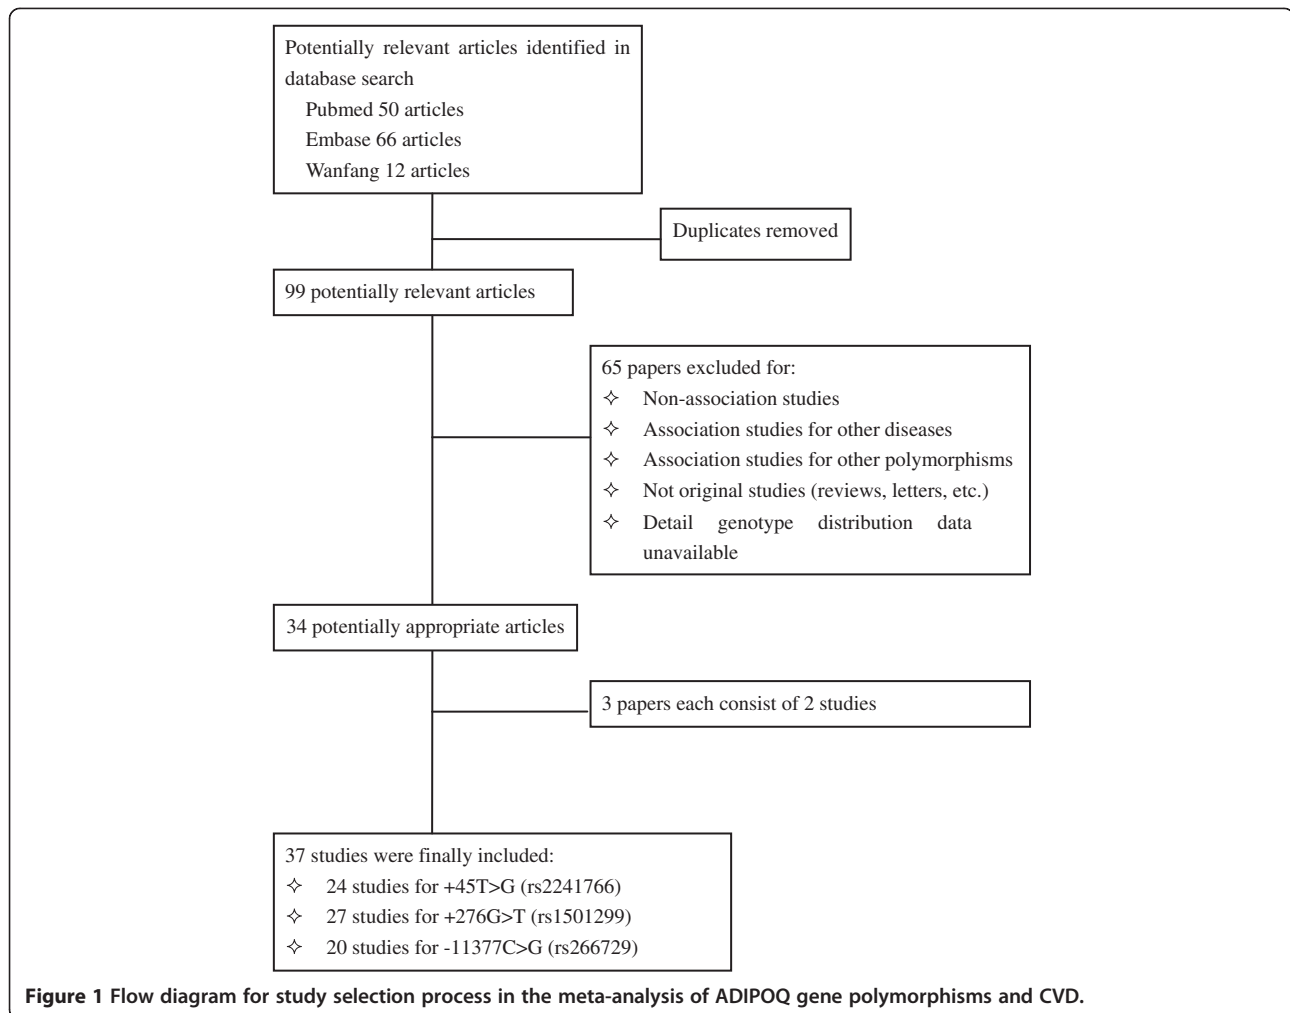 Potentially relevant articles identified in
database search
Pubmed 50 articles
Embase 66 articles
Wanfang 12 articles
Duplicates removed
99 potentially relevant articles
65 papers excluded for:
✧ Non-association studies
✧ Association studies for other diseases
✧ Association studies for other polymorphisms
✧ Not original studies (reviews, letters, etc.)
✧ Detail genotype distribution data
unavailable
34 potentially appropriate articles
3 papers each consist of 2 studies
37 studies were finally included:
✧ 24 studies for +45T>G (rs2241766)
✧ 27 studies for +276G>T (rs1501299)
✧ 20 studies for -11377C>G (rs266729)
Figure 1 Flow diagram for study selection process in the meta-analysis of ADIPOQ gene polymorphisms and CVD.